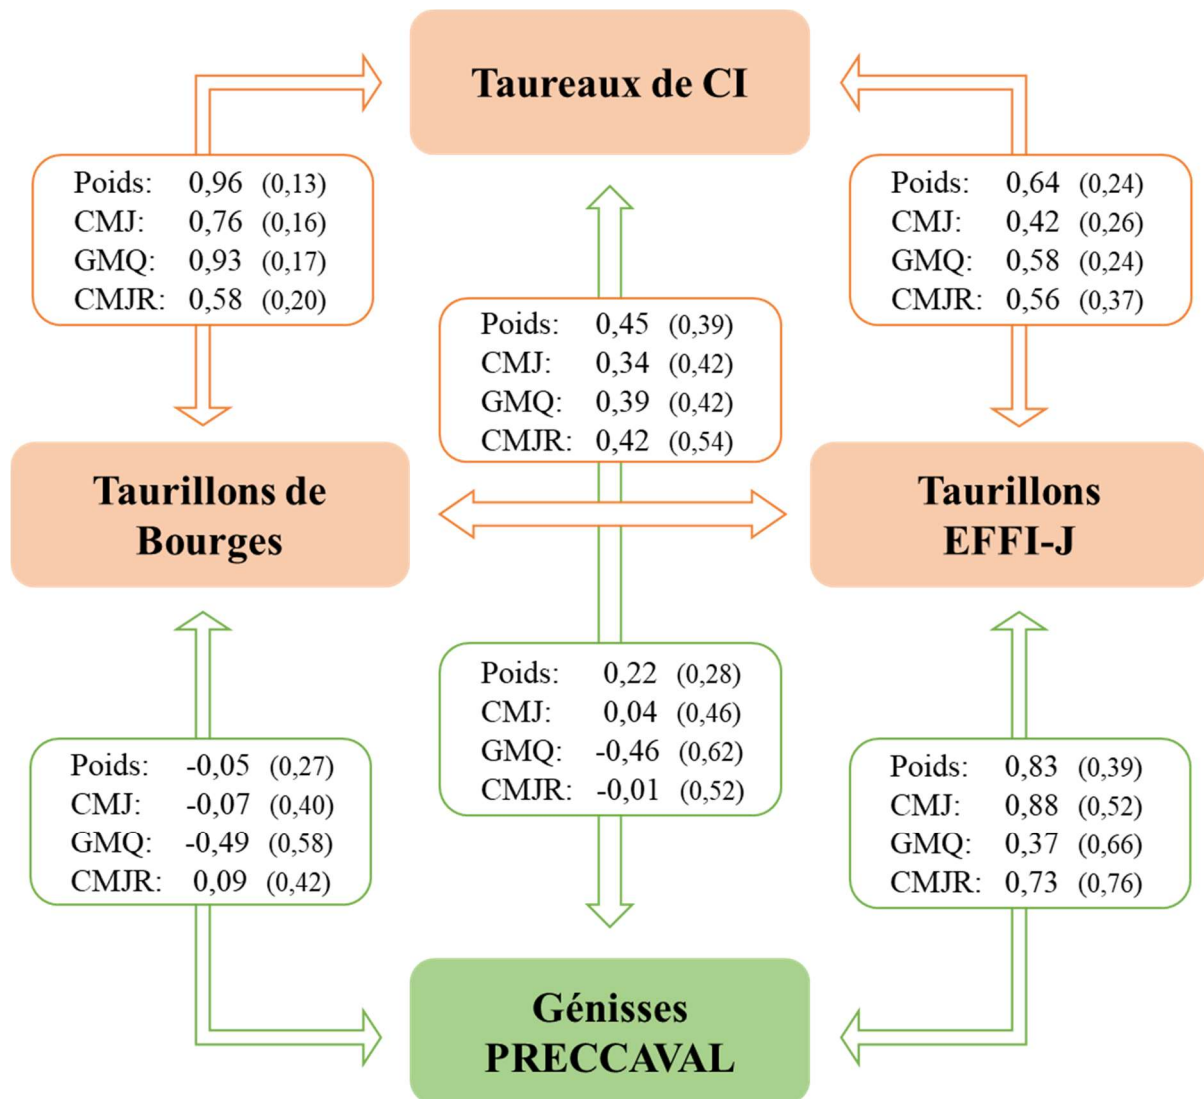 Taureaux de CI
Poids: 0,96 (0,13)
CMJ: 0,76 (0,16)
GMQ: 0,93 (0,17)
CMJR: 0,58 (0,20)
Poids: 0,64 (0,24)
CMJ: 0,42 (0,26)
GMQ: 0,58 (0,24)
CMJR: 0,56 (0,37)
Poids: 0,45 (0,39)
CMJ: 0,34 (0,42)
GMQ: 0,39 (0,42)
CMJR: 0,42 (0,54)
Taurillons de
Bourges
Taurillons
EFFI-J
Poids: 0,22 (0,28)
CMJ: 0,04 (0,46)
GMQ: -0,46 (0,62)
CMJR: -0,01 (0,52)
Poids: -0,05 (0,27)
CMJ: -0,07 (0,40)
GMQ: -0,49 (0,58)
CMJR: 0,09 (0,42)
Poids: 0,83 (0,39)
CMJ: 0,88 (0,52)
GMQ: 0,37 (0,66)
CMJR: 0,73 (0,76)
Génisses
PRECCAVAL